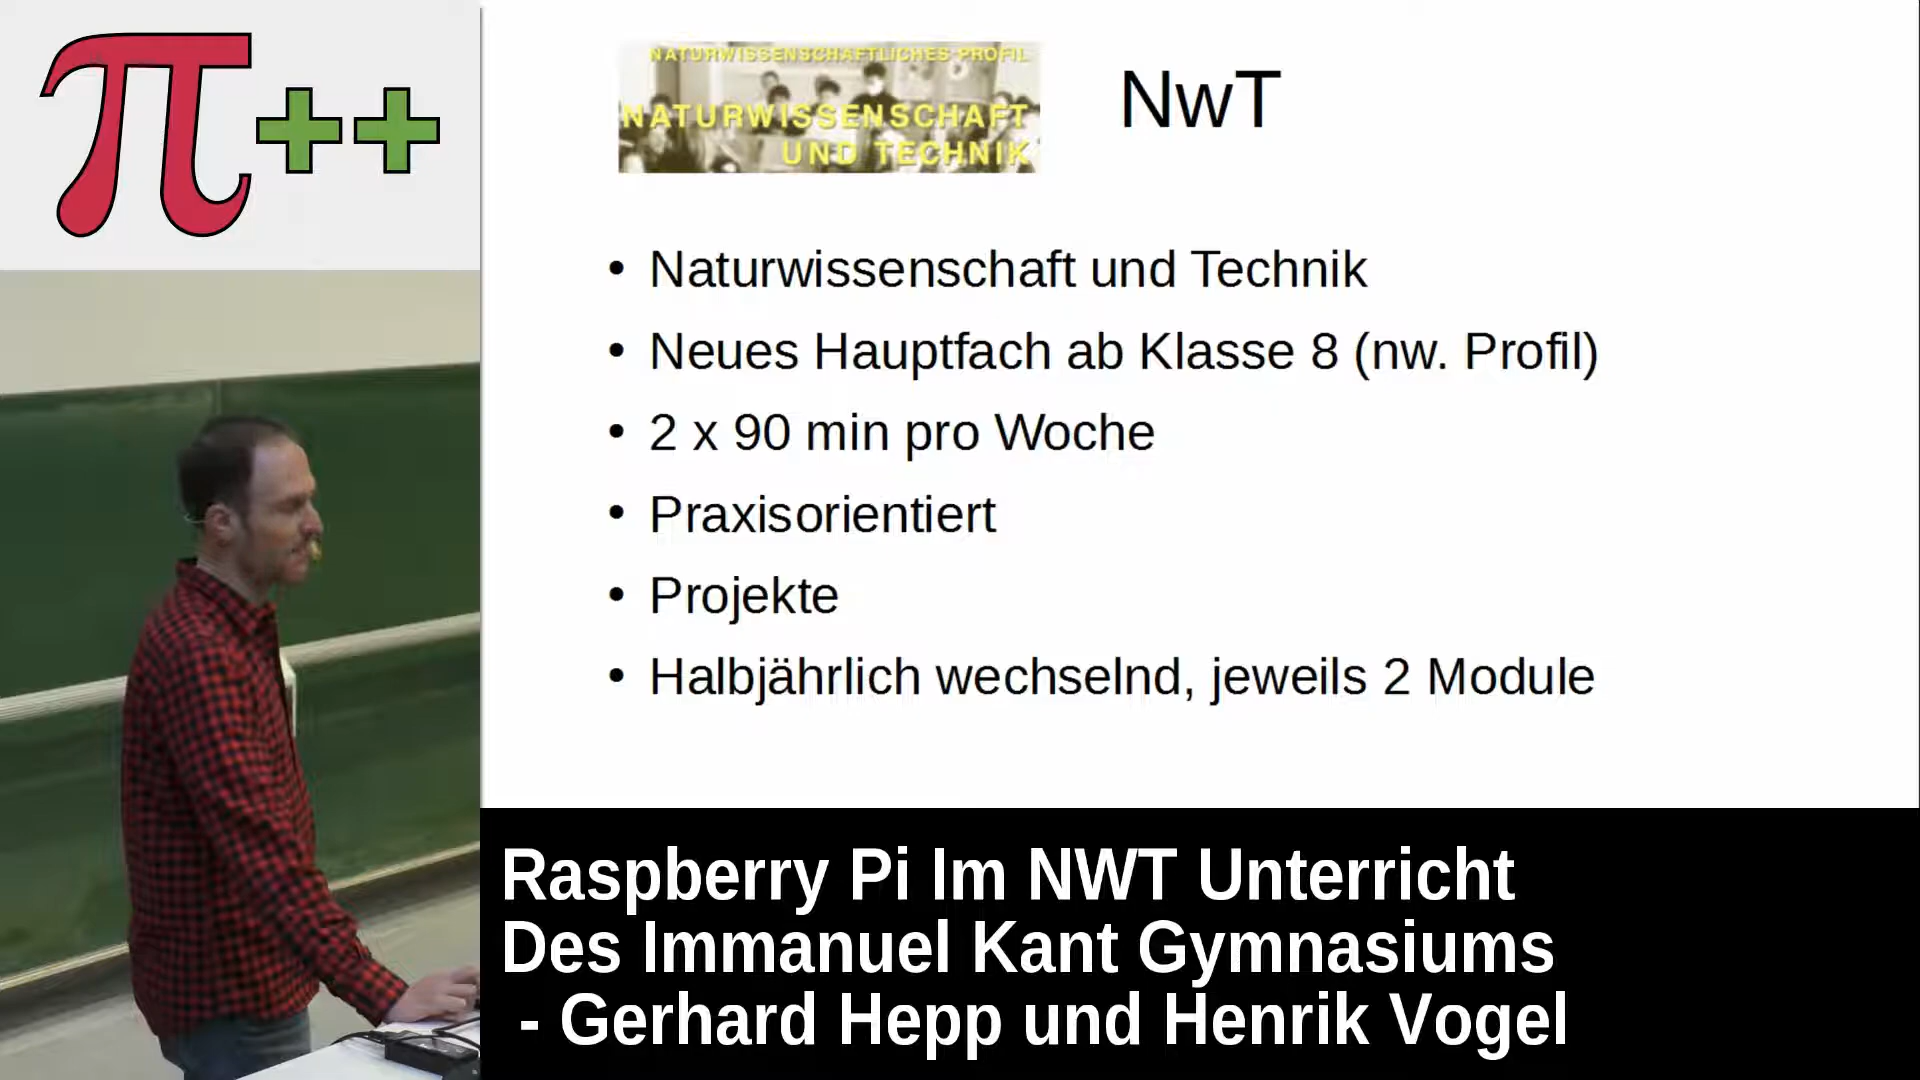 π++
NATURWISSENSCHAFTLICHES PROFIL
NATURWISSENSCHAFT
UND TECHNIK
NwT
• Naturwissenschaft und Technik
• Neues Hauptfach ab Klasse 8 (nw. Profil)
• 2 x 90 min pro Woche
• Praxisorientiert
• Projekte
• Halbjährlich wechselnd, jeweils 2 Module
Raspberry Pi Im NWT Unterricht
Des Immanuel Kant Gymnasiums
- Gerhard Hepp und Henrik Vogel